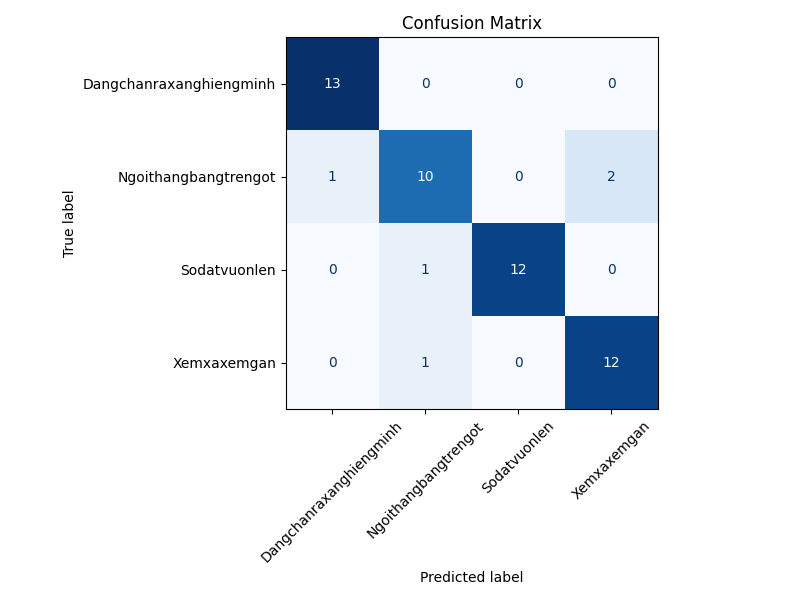 Confusion Matrix
Dangchanraxanghiengminh 13 0 0 0
Ngoithangbangtrengot 1 10 0 2
Sodatvuonlen 0 1 12 0
Xemxaxemgan 0 1 0 12
True label
Dangchanraxanghiengminh Ngoithangbangtrengot Sodatvuonlen Xemxaxemgan
Predicted label